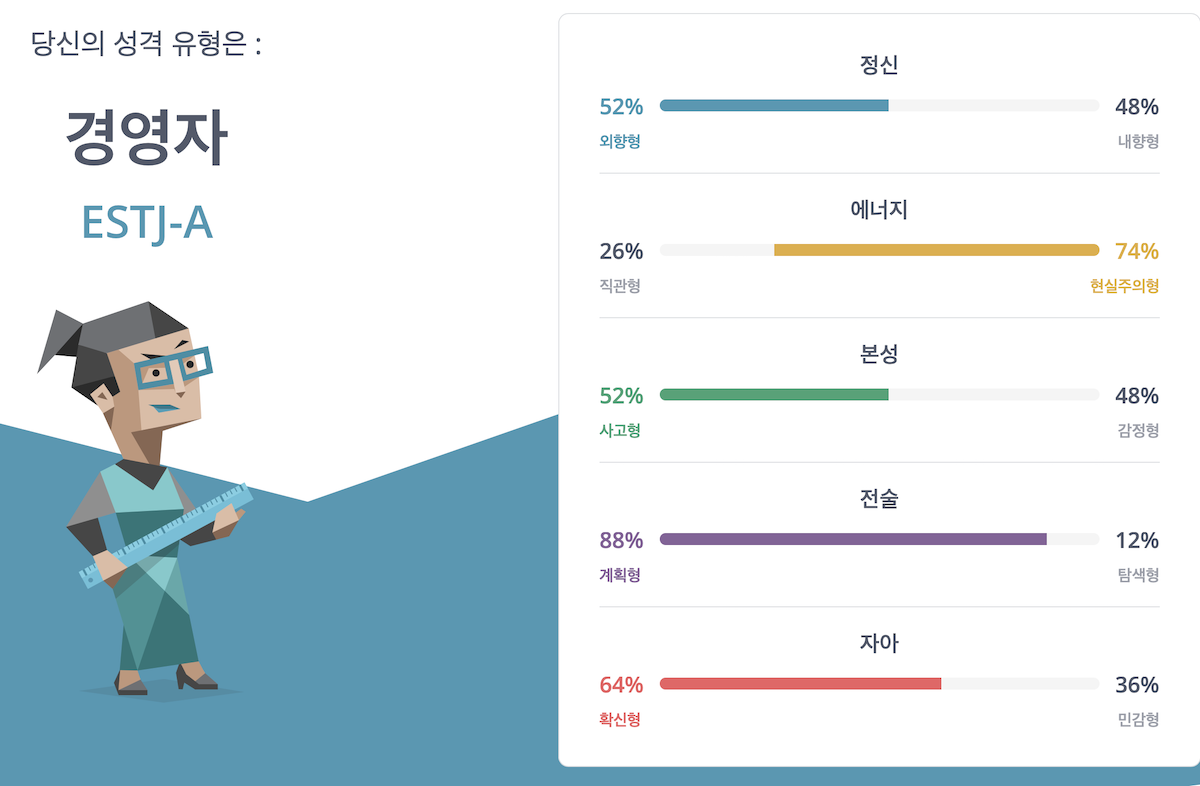 당신의 성격 유형은 :
경영자
ESTJ-A
정신
52% 48%
외향형 내향형
에너지
26% 74%
직관형 현실주의형
본성
52% 48%
사고형 감정형
전술
88% 12%
계획형 탐색형
자아
64% 36%
확신형 민감형